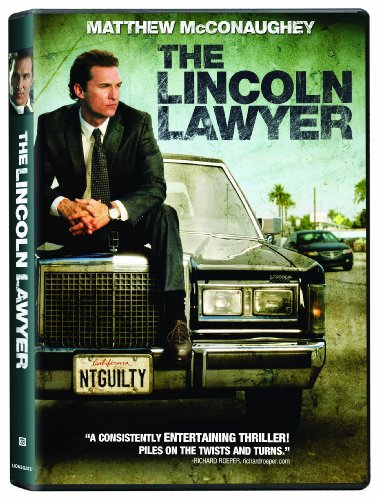 MATTHEW McCONAUGHEY
THE
LINCOLN
LAWYER
THE LINCOLN LAWYER
LIONSGATE
California
NTGUILTY
"A CONSISTENTLY ENTERTAINING THRILLER!
PILES ON THE TWISTS AND TURNS."
-RICHARD ROEPER, richardroeper.com